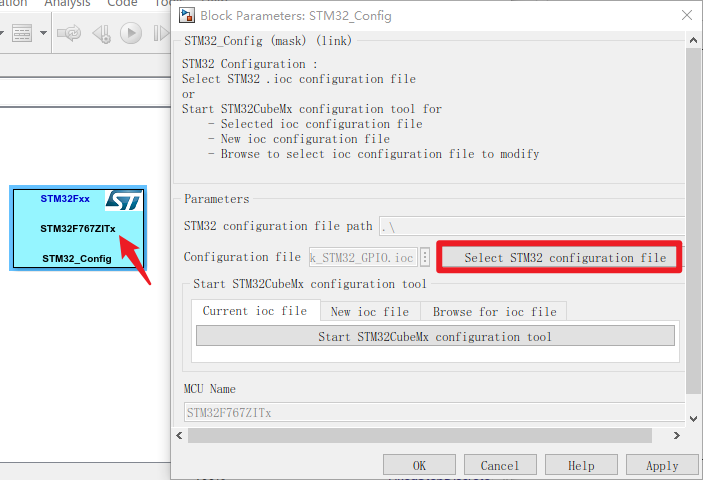 Analysis
Code
Block Parameters: STM32_Config
STM32_Config (mask) (link)
STM32 Configuration :
Select STM32 .ioc configuration file
or
Start STM32CubeMx configuration tool for
- Selected ioc configuration file
- New ioc configuration file
- Browse to select ioc configuration file to modify
STM32Fxx
STM32F767ZITx
STM32_Config
Parameters
STM32 configuration file path .\
Configuration file k_STM32_GPIO.ioc Select STM32 configuration file
Start STM32CubeMx configuration tool
Current ioc file New ioc file Browse for ioc file
Start STM32CubeMx configuration tool
MCU Name
STM32F767ZITx
OK Cancel Help Apply